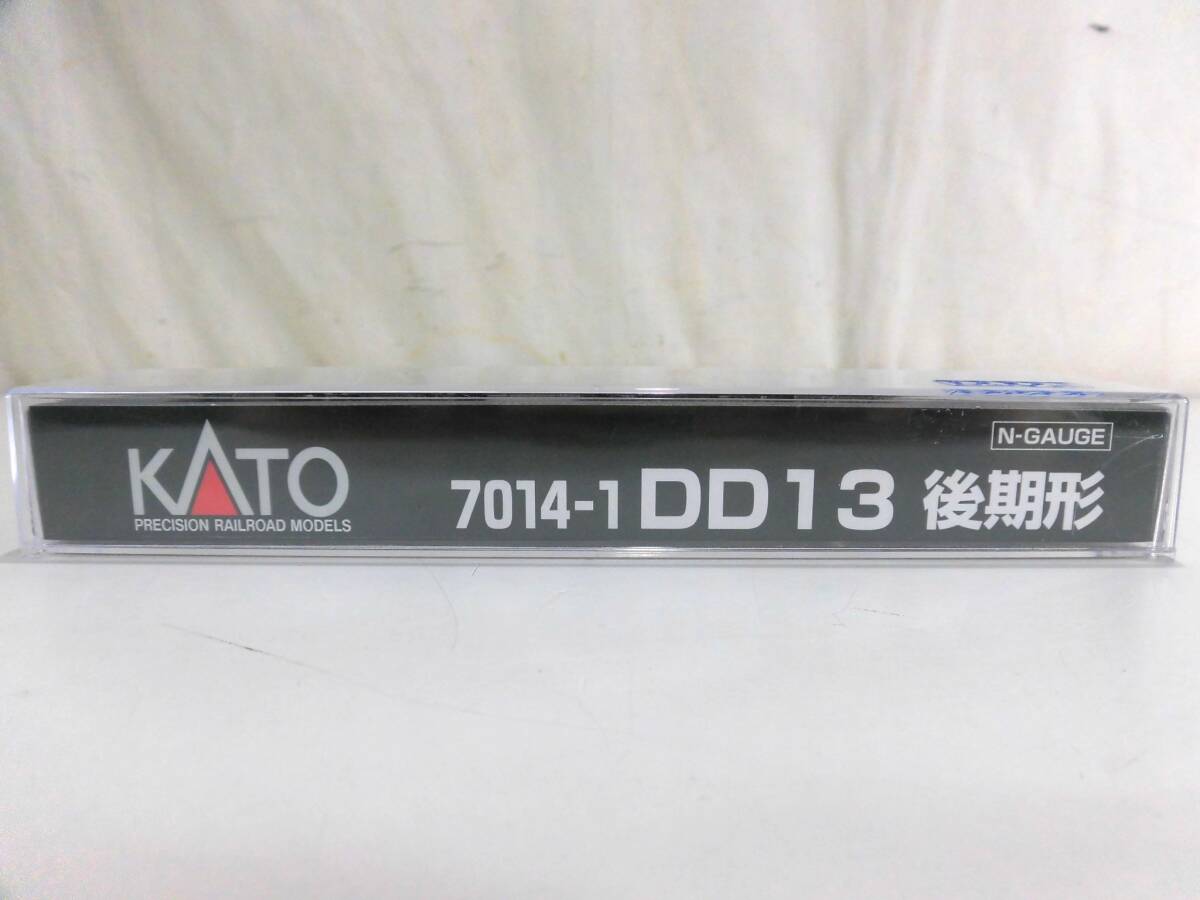 N-GAUGE
KATO
PRECISION RAILROAD MODELS
7014-1 DD13 後期形